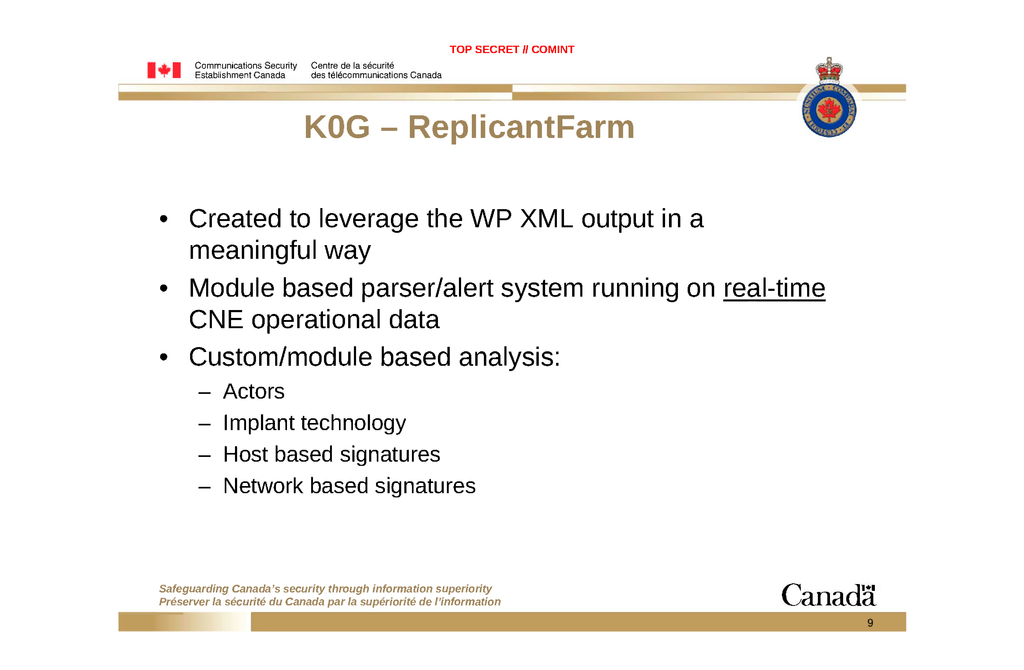 TOP SECRET // COMINT
Communications Security Centre de la sécurité
Establishment Canada des télécommunications Canada
K0G – ReplicantFarm
• Created to leverage the WP XML output in a
meaningful way
• Module based parser/alert system running on real-time
CNE operational data
• Custom/module based analysis:
– Actors
– Implant technology
– Host based signatures
– Network based signatures
Safeguarding Canada's security through information superiority
Préserver la sécurité du Canada par la supériorité de l'information
Canada
9